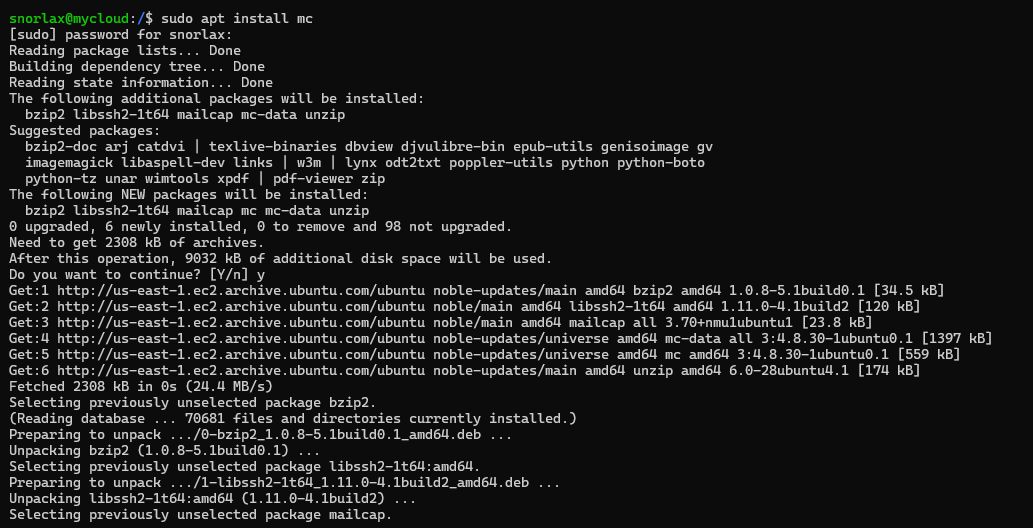 snorlax@mycloud:/$ sudo apt install mc
[sudo] password for snorlax:
Reading package lists... Done
Building dependency tree... Done
Reading state information... Done
The following additional packages will be installed:
  bzip2 libssh2-1t64 mailcap mc-data unzip
Suggested packages:
  bzip2-doc arj catdvi | texlive-binaries dbview djvulibre-bin epub-utils genisoimage gv
  imagemagick libaspell-dev links | w3m | lynx odt2txt poppler-utils python python-boto
  python-tz unar wimtools xpdf | pdf-viewer zip
The following NEW packages will be installed:
  bzip2 libssh2-1t64 mailcap mc mc-data unzip
0 upgraded, 6 newly installed, 0 to remove and 98 not upgraded.
Need to get 2308 kB of archives.
After this operation, 9032 kB of additional disk space will be used.
Do you want to continue? [Y/n] y
Get:1 http://us-east-1.ec2.archive.ubuntu.com/ubuntu noble-updates/main amd64 bzip2 amd64 1.0.8-5.1build0.1 [34.5 kB]
Get:2 http://us-east-1.ec2.archive.ubuntu.com/ubuntu noble/main amd64 libssh2-1t64 amd64 1.11.0-4.1build2 [120 kB]
Get:3 http://us-east-1.ec2.archive.ubuntu.com/ubuntu noble/main amd64 mailcap all 3.70+nmu1ubuntu1 [23.8 kB]
Get:4 http://us-east-1.ec2.archive.ubuntu.com/ubuntu noble-updates/universe amd64 mc-data all 3:4.8.30-1ubuntu0.1 [1397 kB]
Get:5 http://us-east-1.ec2.archive.ubuntu.com/ubuntu noble-updates/universe amd64 mc amd64 3:4.8.30-1ubuntu0.1 [559 kB]
Get:6 http://us-east-1.ec2.archive.ubuntu.com/ubuntu noble-updates/main amd64 unzip amd64 6.0-28ubuntu4.1 [174 kB]
Fetched 2308 kB in 0s (24.4 MB/s)
Selecting previously unselected package bzip2.
(Reading database ... 70681 files and directories currently installed.)
Preparing to unpack .../0-bzip2_1.0.8-5.1build0.1_amd64.deb ...
Unpacking bzip2 (1.0.8-5.1build0.1) ...
Selecting previously unselected package libssh2-1t64:amd64.
Preparing to unpack .../1-libssh2-1t64_1.11.0-4.1build2_amd64.deb ...
Unpacking libssh2-1t64:amd64 (1.11.0-4.1build2) ...
Selecting previously unselected package mailcap.